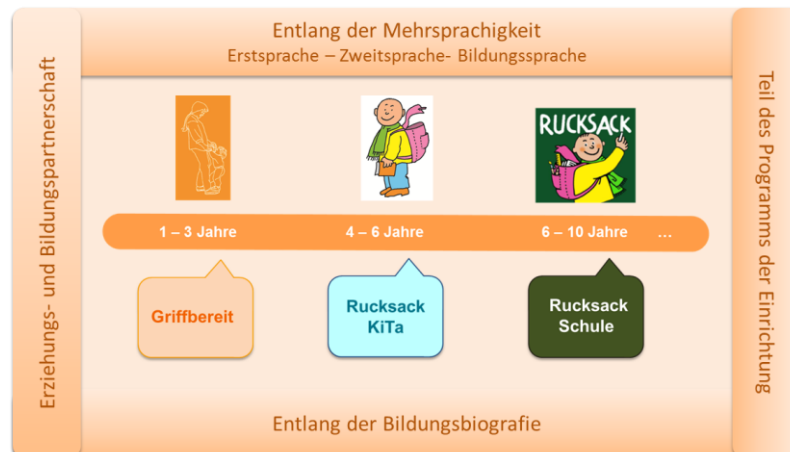 Entlang der Mehrsprachigkeit
Erstsprache – Zweitsprache- Bildungssprache
Erziehungs- und Bildungspartnerschaft
Teil des Programms der Einrichtung
RUCKSACK
1 – 3 Jahre
4 – 6 Jahre
6 – 10 Jahre ...
Griffbereit
Rucksack
KiTa
Rucksack
Schule
Entlang der Bildungsbiografie